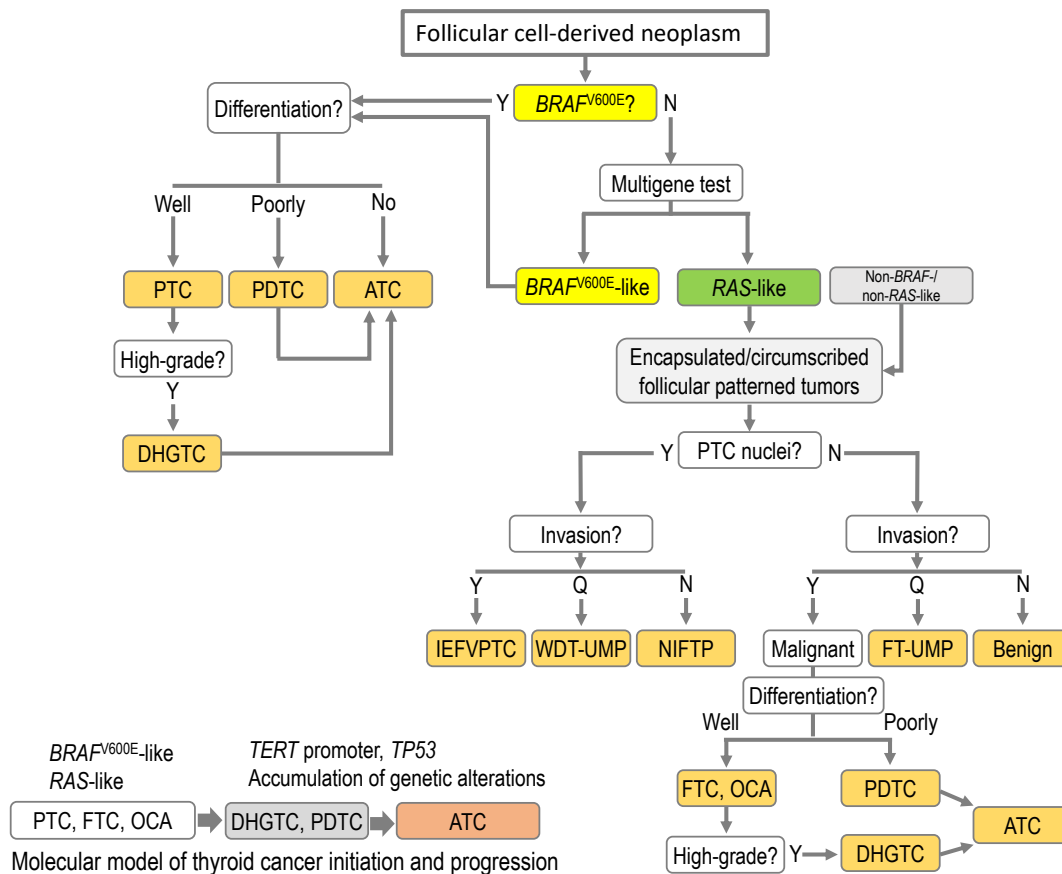 Follicular cell-derived neoplasm
Differentiation?
Y
BRAFV600E?
N
Multigene test
Well
Poorly
No
PTC
PDTC
ATC
BRAFV600E-like
RAS-like
Non-BRAF-/
non-RAS-like
High-grade?
Y
DHGTC
Encapsulated/circumscribed
follicular patterned tumors
Y
PTC nuclei?
N
Invasion?
Invasion?
Y
Q
N
Y
Q
N
IEFVPTC
WDT-UMP
NIFTP
Malignant
FT-UMP
Benign
Differentiation?
Well
Poorly
FTC, OCA
PDTC
ATC
High-grade?
Y
DHGTC
BRAFV600E-like
RAS-like
TERT promoter, TP53
Accumulation of genetic alterations
PTC, FTC, OCA
DHGTC, PDTC
ATC
Molecular model of thyroid cancer initiation and progression